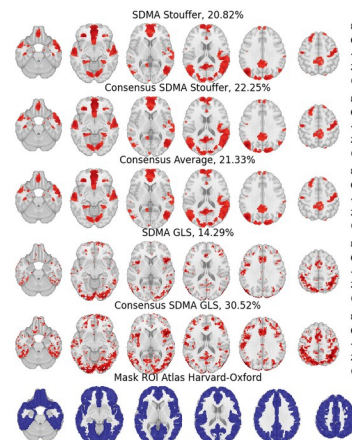 SDMA Stouffer, 20.82%
Consensus SDMA Stouffer, 22.25%
Consensus Average, 21.33%
SDMA GLS, 14.29%
Consensus SDMA GLS, 30.52%
Mask ROI Atlas Harvard-Oxford